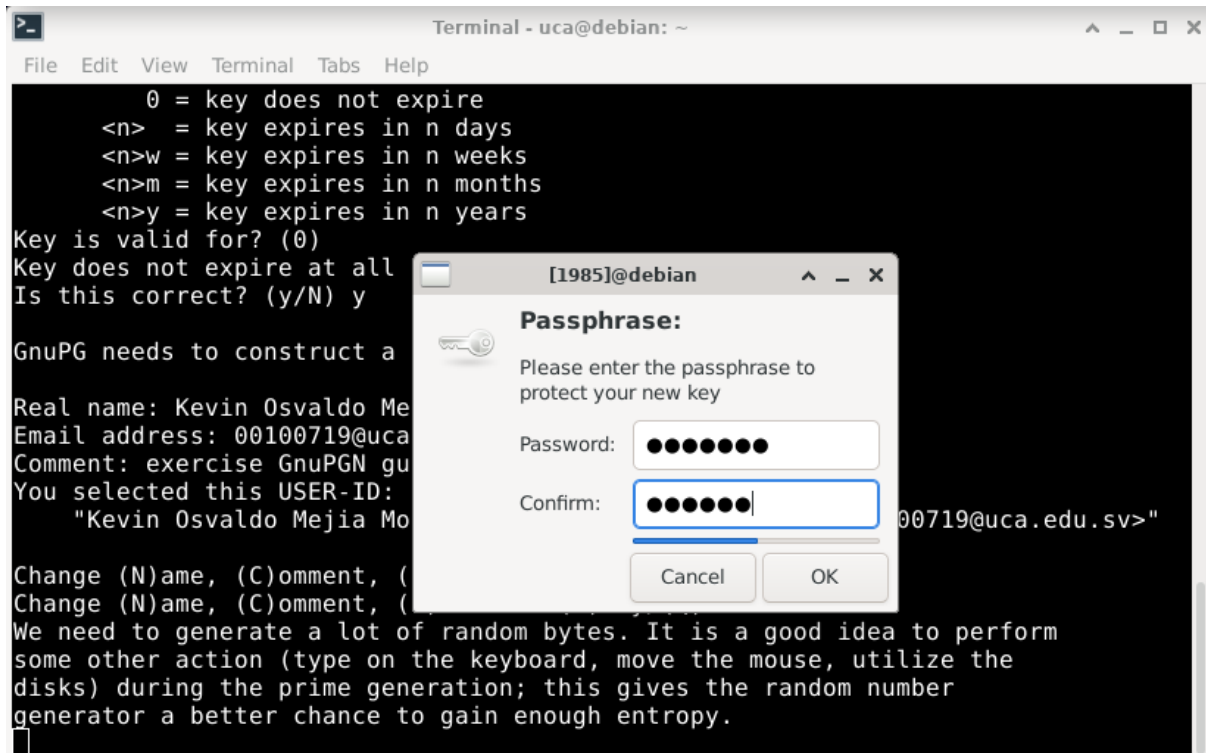 Terminal - uca@debian: ~
File Edit View Terminal Tabs Help
0 = key does not expire
<n> = key expires in n days
<n>w = key expires in n weeks
<n>m = key expires in n months
<n>y = key expires in n years
Key is valid for? (0)
Key does not expire at all
Is this correct? (y/N) y
GnuPG needs to construct a
Real name: Kevin Osvaldo Me
Email address: 00100719@uca
Comment: exercise GnuPGN gu
You selected this USER-ID:
"Kevin Osvaldo Mejia Mo
00719@uca.edu.sv>"
Change (N)ame, (C)omment, (
Change (N)ame, (C)omment, (
[1985]@debian
Passphrase:
Please enter the passphrase to
protect your new key
Password: ●●●●●●●
Confirm: ●●●●●●
Cancel OK
We need to generate a lot of random bytes. It is a good idea to perform
some other action (type on the keyboard, move the mouse, utilize the
disks) during the prime generation; this gives the random number
generator a better chance to gain enough entropy.